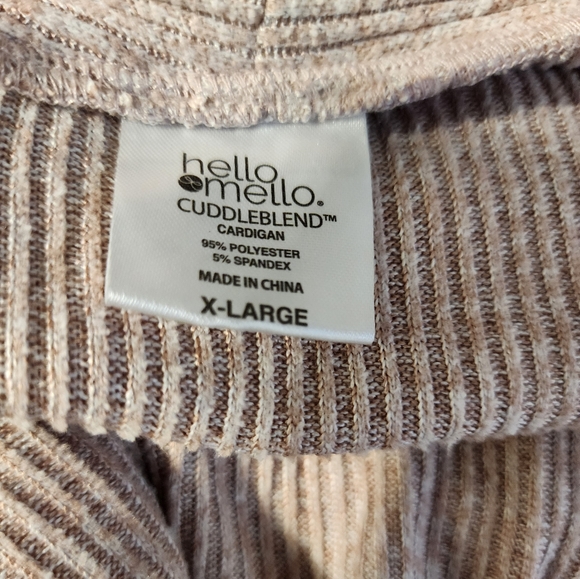 hello
mello®
CUDDLEBLEND™
CARDIGAN
95% POLYESTER
5% SPANDEX
MADE IN CHINA
X-LARGE